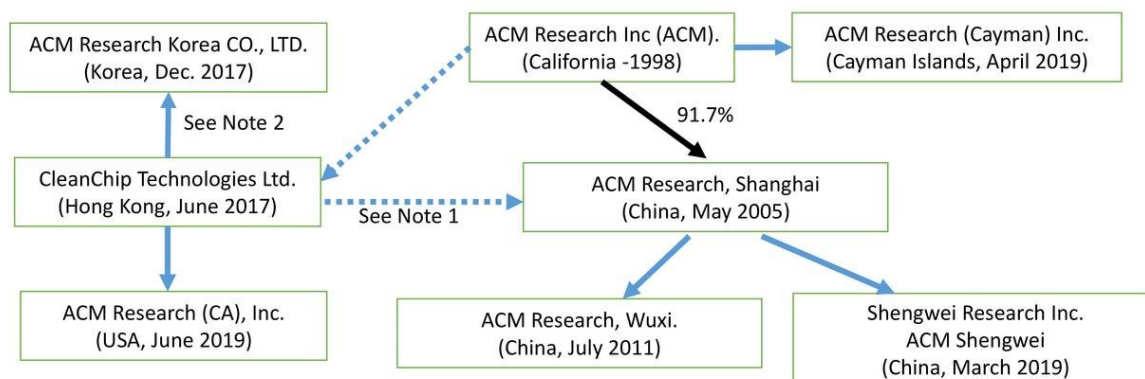 ACM Research Korea CO., LTD.
(Korea, Dec. 2017)
ACM Research Inc (ACM).
(California -1998)
ACM Research (Cayman) Inc.
(Cayman Islands, April 2019)
See Note 2
91.7%
CleanChip Technologies Ltd.
(Hong Kong, June 2017)
See Note 1
ACM Research, Shanghai
(China, May 2005)
ACM Research (CA), Inc.
(USA, June 2019)
ACM Research, Wuxi.
(China, July 2011)
Shengwei Research Inc.
ACM Shengwei
(China, March 2019)